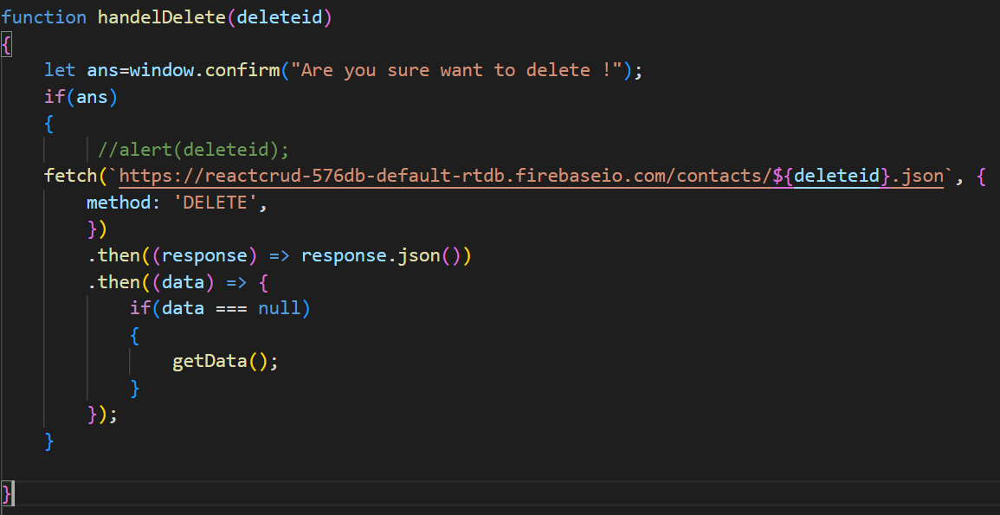 function handelDelete(deleteid)
{
let ans=window.confirm("Are you sure want to delete !");
if(ans)
{
//alert(deleteid);
fetch(`https://reactcrud-576db-default-rtdb.firebaseio.com/contacts/${deleteid}.json`, {
method: 'DELETE',
})
.then((response) => response.json())
.then((data) => {
if(data === null)
{
getData();
}
});
}
}